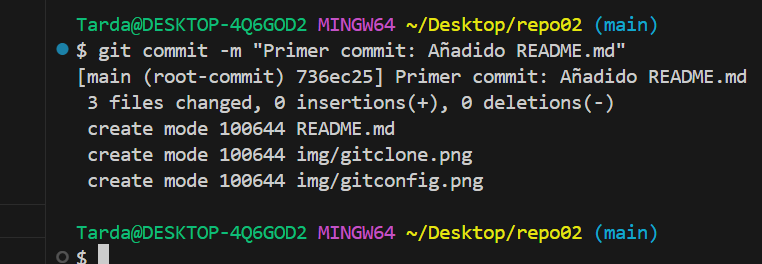 Tarda@DESKTOP-4Q6GOD2 MINGW64 ~/Desktop/repo02 (main)
$ git commit -m "Primer commit: Añadido README.md"
[main (root-commit) 736ec25] Primer commit: Añadido README.md
 3 files changed, 0 insertions(+), 0 deletions(-)
 create mode 100644 README.md
 create mode 100644 img/gitclone.png
 create mode 100644 img/gitconfig.png
Tarda@DESKTOP-4Q6GOD2 MINGW64 ~/Desktop/repo02 (main)
$